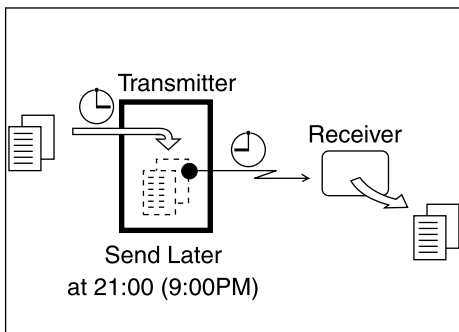 Transmitter
Receiver
Send Later
at 21:00 (9:00PM)